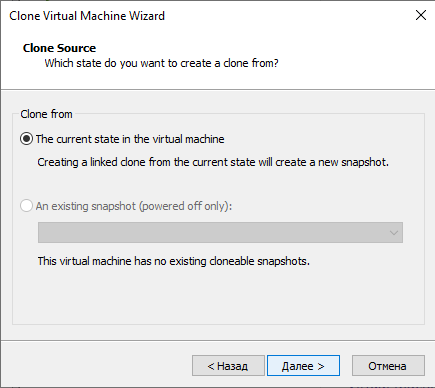 Clone Virtual Machine Wizard
Clone Source
Which state do you want to create a clone from?
Clone from
The current state in the virtual machine
Creating a linked clone from the current state will create a new snapshot.
An existing snapshot (powered off only):
This virtual machine has no existing cloneable snapshots.
< Назад Далее > Отмена